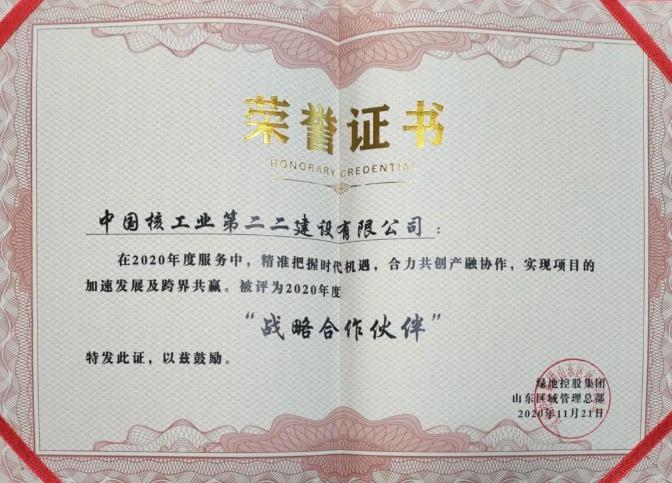 荣誉证书
HONORARY CREDENTIAL
中国核工业第二二建设有限公司：
在2020年度服务中，精准把握时代机遇，合力共创产融协作，实现项目的
加速发展及跨界共赢。被评为2020年度
“战略合作伙伴”
特发此证，以兹鼓励。
绿地控股集团
山东区域管理总部
2020年11月21日